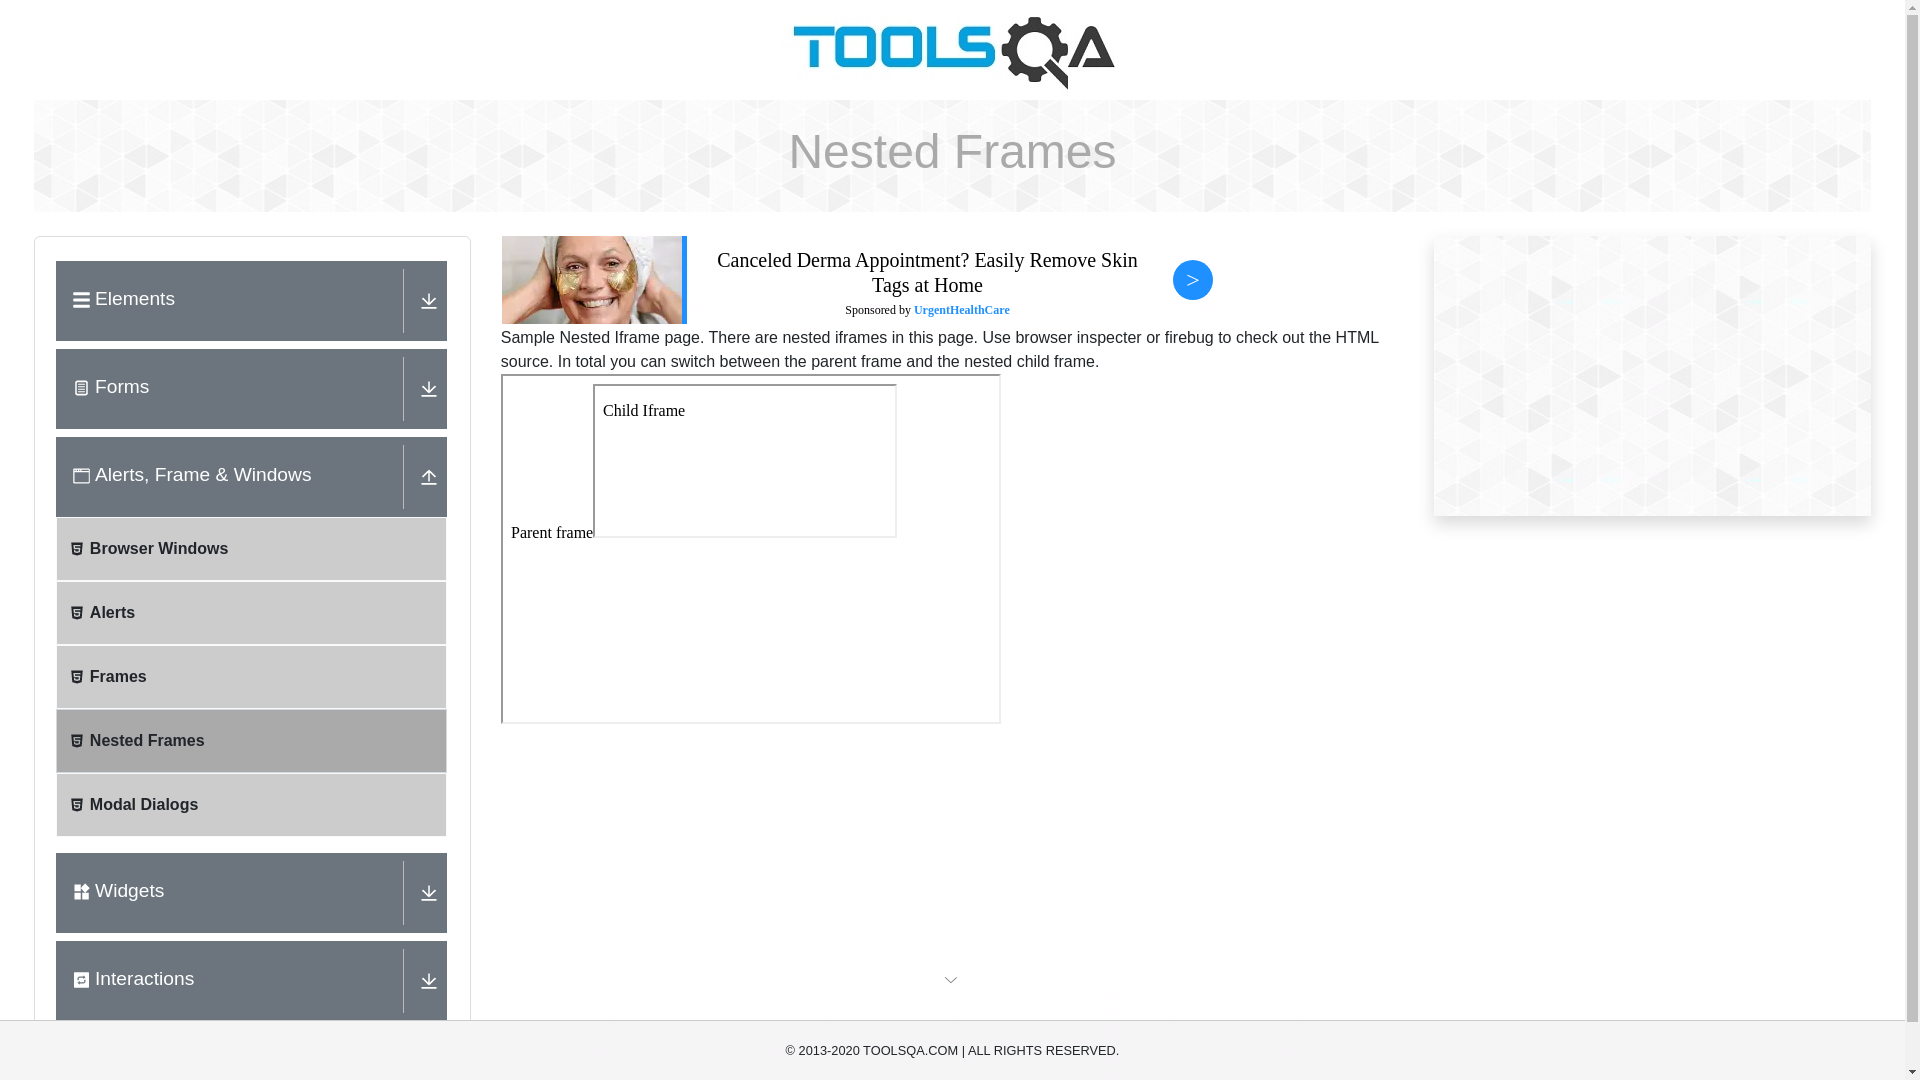 TOOLSQA
Nested Frames
Elements
Forms
Alerts, Frame & Windows
Browser Windows
Alerts
Frames
Nested Frames
Modal Dialogs
Widgets
Interactions
Canceled Derma Appointment? Easily Remove Skin
Tags at Home
Sponsored by UrgentHealthCare
>
Sample Nested Iframe page. There are nested iframes in this page. Use browser inspecter or firebug to check out the HTML
source. In total you can switch between the parent frame and the nested child frame.
Child Iframe
Parent frame
© 2013-2020 TOOLSQA.COM | ALL RIGHTS RESERVED.